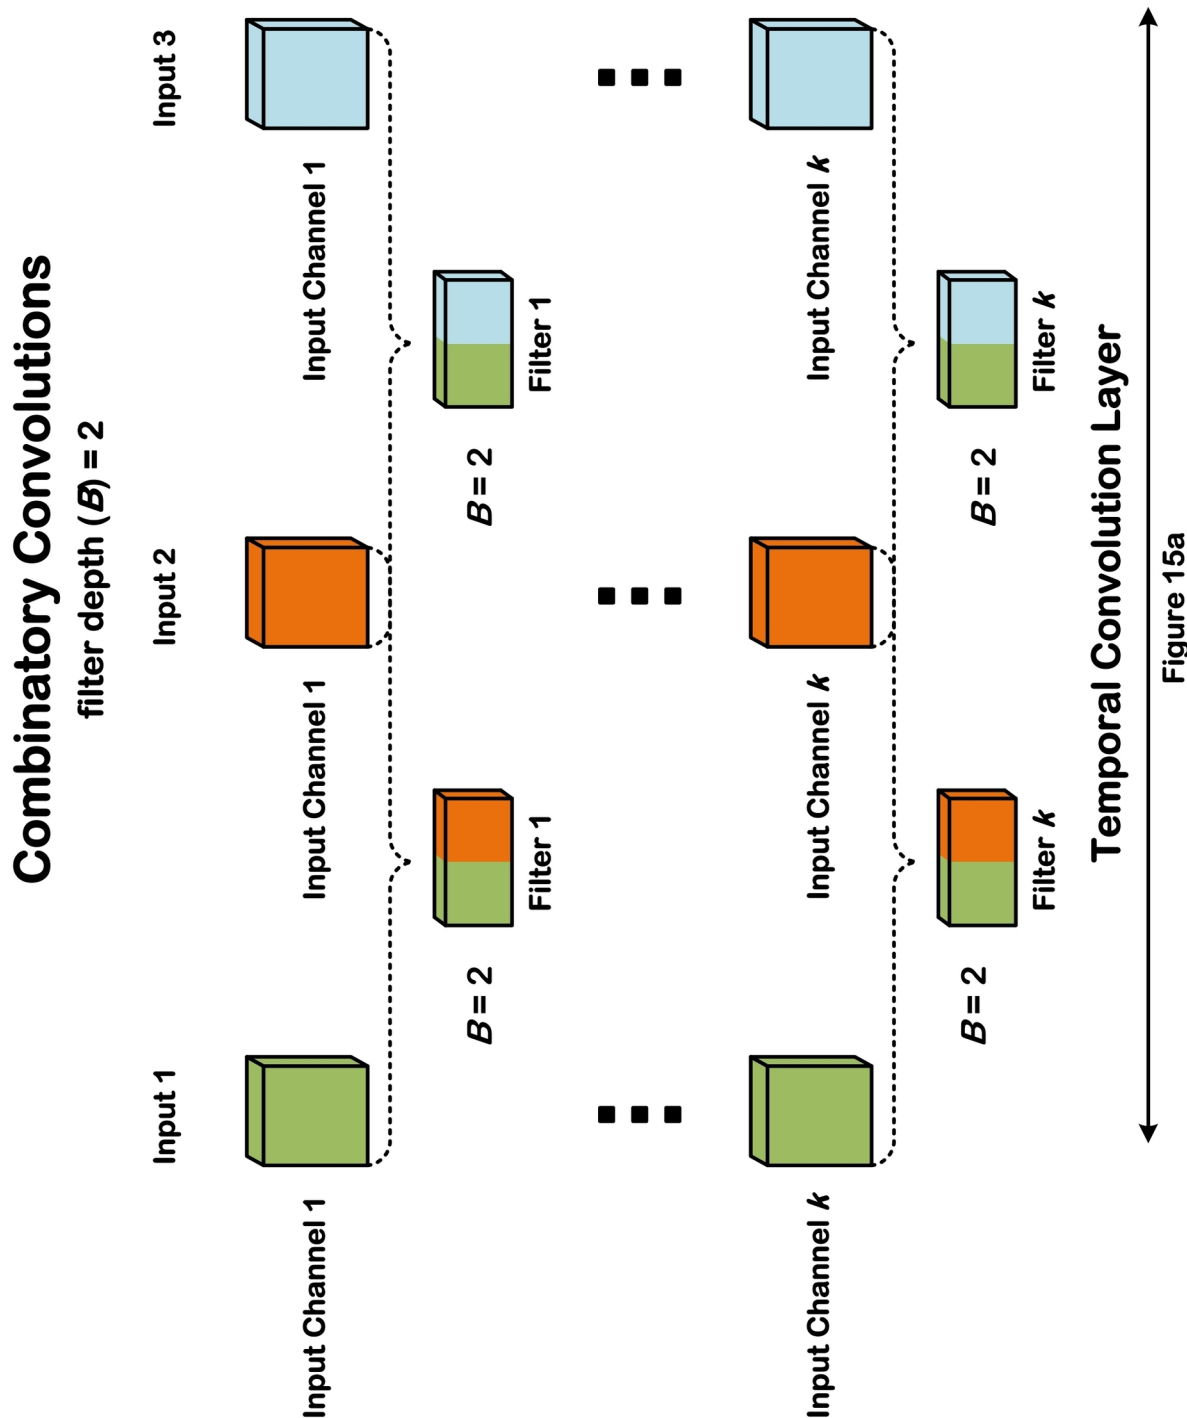 Combinatory Convolutions
filter depth (B) = 2
Input 1
Input 2
Input 3
Input Channel 1
Input Channel 1
Input Channel 1
B = 2
Filter 1
B = 2
Filter 1
Input Channel k
Input Channel k
Input Channel k
B = 2
Filter k
B = 2
Filter k
Temporal Convolution Layer
Figure 15a